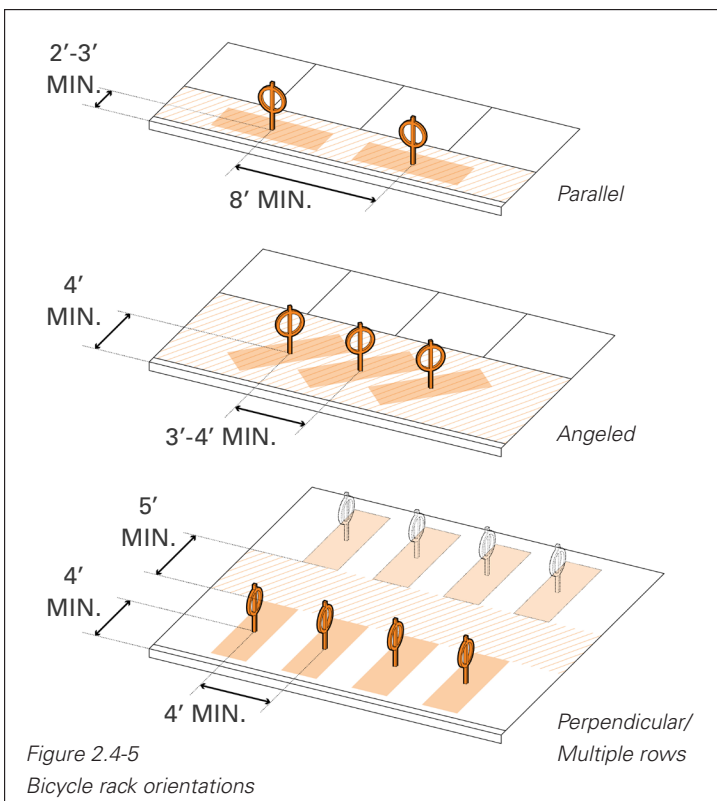 2’-3’
MIN.
8’ MIN.
Parallel
4’
MIN.
3’-4’ MIN.
Angeled
5’
MIN.
4’
MIN.
4’ MIN.
Perpendicular/
Multiple rows
Figure 2.4-5
Bicycle rack orientations